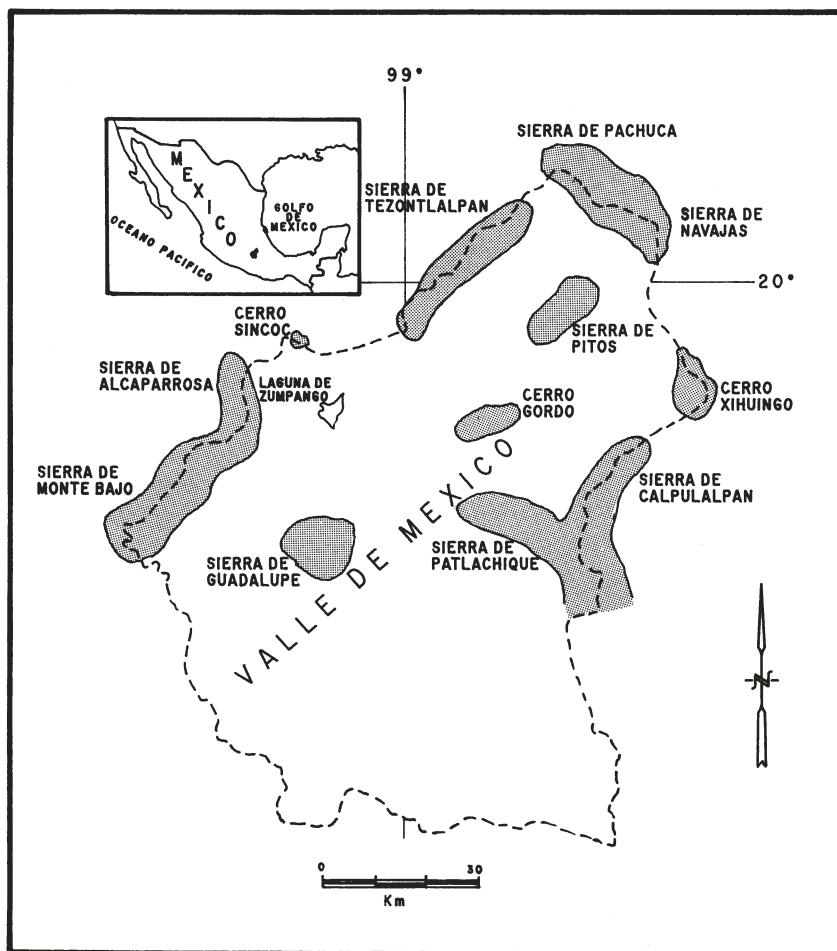 99°
SIERRA DE PACHUCA
MEXICO
GOLFO
DE
MEXICO
OCEANO PACIFICO
SIERRA DE
TEZONTLALPAN
SIERRA DE
NAVAJAS
20°
CERRO
SINCOC
SIERRA DE
PITOS
SIERRA DE
ALCAPARROSA
LAGUNA DE
ZUMPANGO
CERRO
GORDO
CERRO
XIHUINGO
SIERRA DE
MONTE BAJO
SIERRA DE
CALPULALPAN
SIERRA DE
GUADALUPE
SIERRA DE
PATLACHIQUE
VALLE DE MEXICO
N
0 30
Km